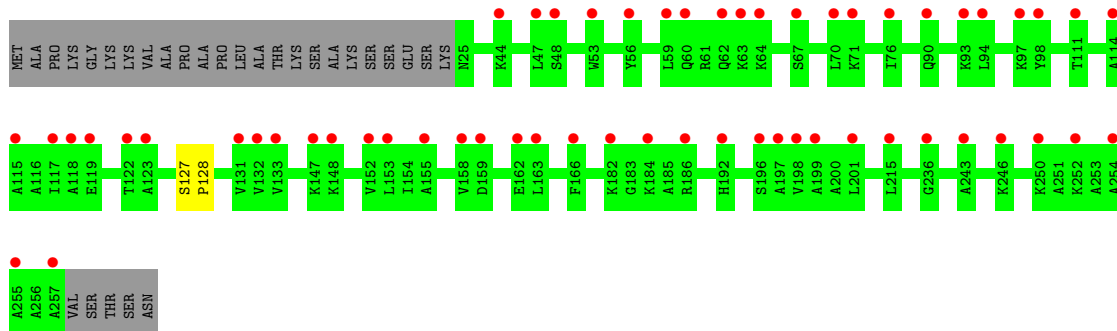 MET ALA PRO LYS GLY LYS LYS VAL ALA PRO ALA PRO LEU ALA THR LYS SER ALA LYS SER SER GLU SER LYS N25 K44 L47 S48 W53 Y56 L59 Q60 R61 Q62 K63 K64 S67 L70 K71 I76 Q90 K93 L94 K97 Y98 T111 A114
A115 A116 I117 A118 E119 T122 A123 S127 P128 V131 V132 V133 K147 K148 V152 L153 I154 A155 V158 D159 E162 L163 F166 K182 G183 K184 A185 R186 H192 S196 A197 V198 A199 A200 L201 L215 G236 A243 K246 K250 A251 K252 A253 A254
A255 A256 A257 VAL SER THR SER ASN